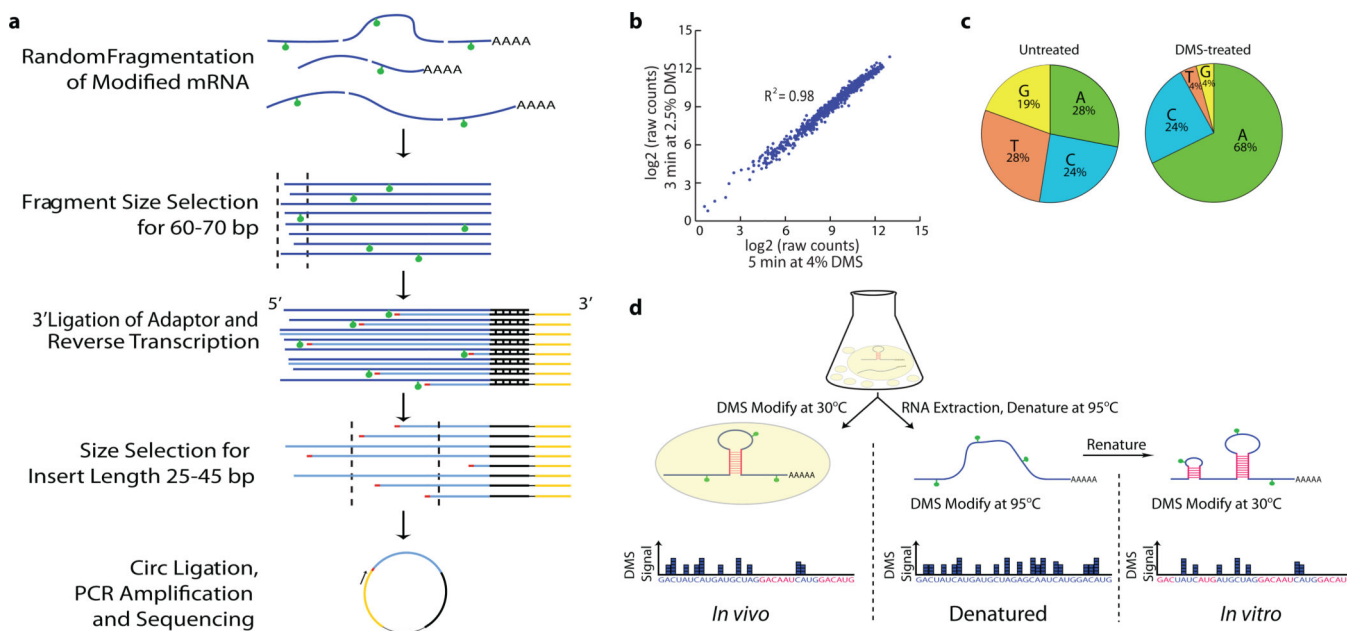 a
RandomFragmentation
of Modified mRNA
AAAA
AAAA
AAAA
Fragment Size Selection
for 60-70 bp
5’
3’
3’Ligation of Adaptor and
Reverse Transcription
Size Selection for
Insert Length 25-45 bp
Circ Ligation,
PCR Amplification
and Sequencing
b
log2 (raw counts)
3 min at 2.5% DMS
15
12
9
6
3
0
R² = 0.98
0
3
6
9
12
15
log2 (raw counts)
5 min at 4% DMS
c
Untreated
G
19%
A
28%
T
28%
C
24%
DMS-treated
T
4%
G
4%
C
24%
A
68%
d
DMS Modify at 30°C
RNA Extraction, Denature at 95°C
AAAAA
AAAAA
Renature
AAAAA
DMS Modify at 95°C
DMS Modify at 30°C
DMS
Signal
GACUAUCAUGAUGCUAGGACAAUCAUGGACAUG
In vivo
DMS
Signal
GACUAUCAUGAUGCUAGAGCAAUCAUGGACAUG
Denatured
DMS
Signal
GACUAUCAUGAUGCUAGGACAAUCAUGGACAU
In vitro